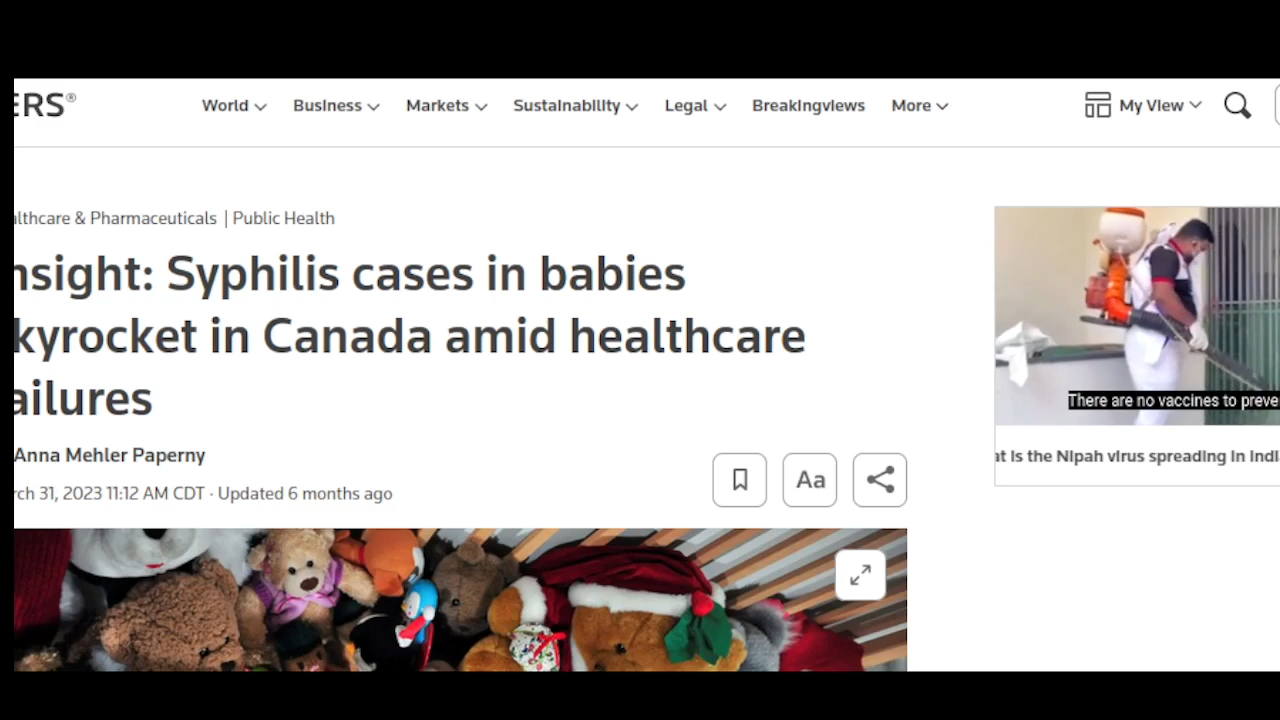 ERS®
World
Business
Markets
Sustainability
Legal
Breakingviews
More
My View
althcare & Pharmaceuticals | Public Health
nsight: Syphilis cases in babies
kyrocket in Canada amid healthcare
ailures
Anna Mehler Paperny
rch 31, 2023 11:12 AM CDT · Updated 6 months ago
Aa
There are no vaccines to preve
at is the Nipah virus spreading in Indi